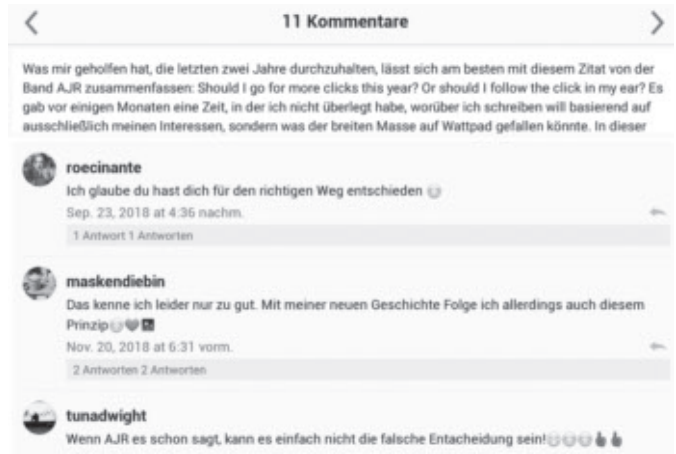 11 Kommentare
Was mir geholfen hat, die letzten zwei Jahre durchzuhalten, lässt sich am besten mit diesem Zitat von der
Band AJR zusammenfassen: Should I go for more clicks this year? Or should I follow the click in my ear? Es
gab vor einigen Monaten eine Zeit, in der ich nicht überlegt habe, worüber ich schreiben will basierend auf
ausschließlich meinen Interessen, sondern was der breiten Masse auf Wattpad gefallen könnte. In dieser
roecinante
Ich glaube du hast dich für den richtigen Weg entschieden
Sep. 23, 2018 at 4:36 nachm.
1 Antwort 1 Antworten
maskendiebin
Das kenne ich leider nur zu gut. Mit meiner neuen Geschichte Folge ich allerdings auch diesem
Prinzip
Nov. 20, 2018 at 6:31 vorm.
2 Antworten 2 Antworten
tunadwight
Wenn AJR es schon sagt, kann es einfach nicht die falsche Entacheidung sein!